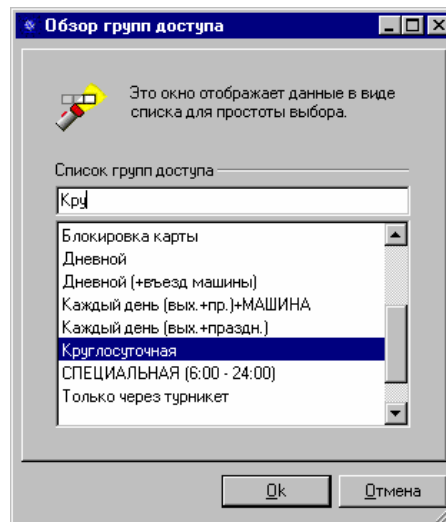 Обзор групп доступа
Это окно отображает данные в виде
списка для простоты выбора.
Список групп доступа
Кру
Блокировка карты
Дневной
Дневной (+въезд машины)
Каждый день (вых.+пр.)+МАШИНА
Каждый день (вых.+праздн.)
Круглосуточная
СПЕЦИАЛЬНАЯ (6:00 - 24:00)
Только через турникет
Ok
Отмена